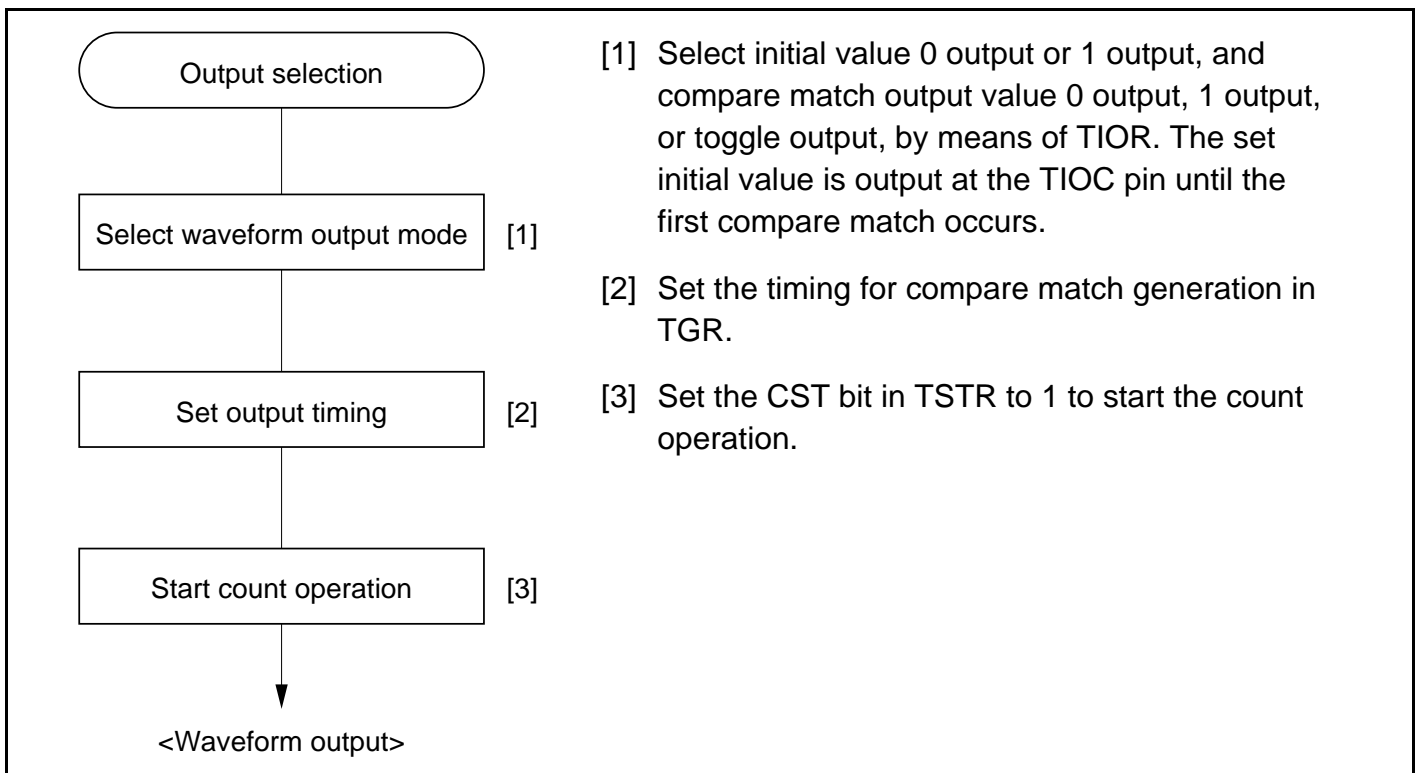 Output selection
Select waveform output mode [1]
Set output timing [2]
Start count operation [3]
<Waveform output>
[1] Select initial value 0 output or 1 output, and
compare match output value 0 output, 1 output,
or toggle output, by means of TIOR. The set
initial value is output at the TIOC pin until the
first compare match occurs.
[2] Set the timing for compare match generation in
TGR.
[3] Set the CST bit in TSTR to 1 to start the count
operation.